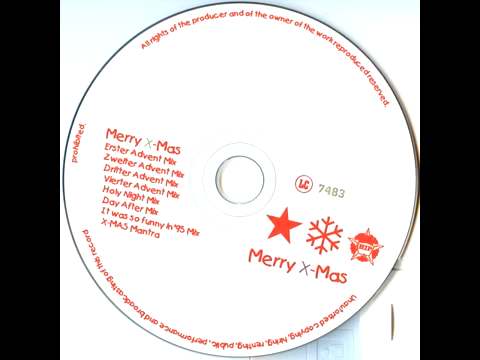 All rights of the producer and of the owner of the work reproduced reserved.
prohibited.
Merry X-Mas
Erster Advent Mix
Zweiter Advent Mix
Dritter Advent Mix
Vierter Advent Mix
Holy Night Mix
Day After Mix
It was so funny in '95 Mix
X-MAS Mantra
LC 7483
HIP
Merry X-Mas
Unauthorised copying, hiring, renting, public performance and broadcasting of the record